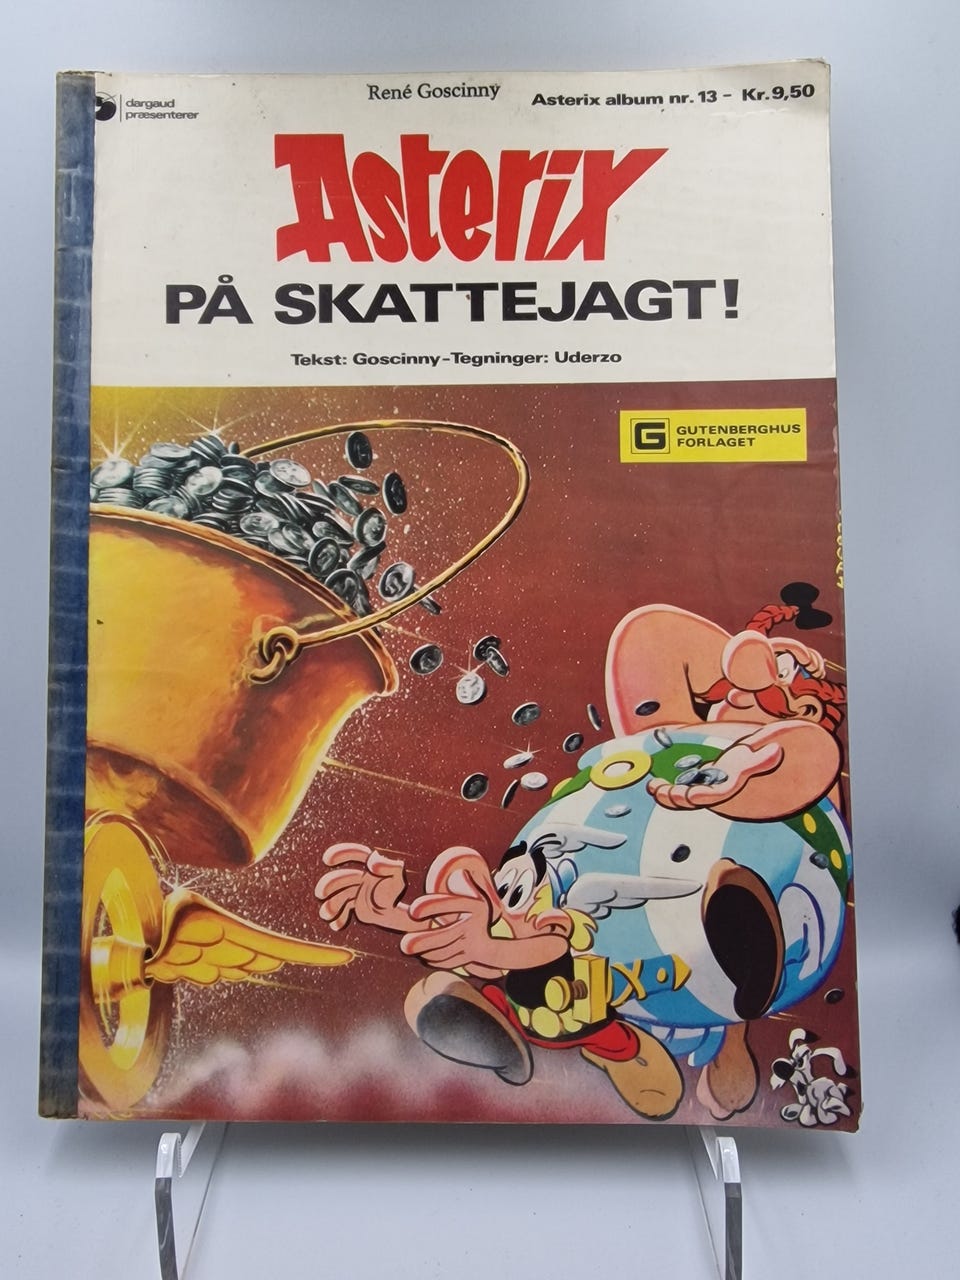 dargaud
præsenterer
René Goscinny
Asterix album nr. 13 - Kr. 9,50
Asterix
PÅ SKATTEJAGT!
Tekst: Goscinny-Tegninger: Uderzo
G GUTENBERGHUS
FORLAGET